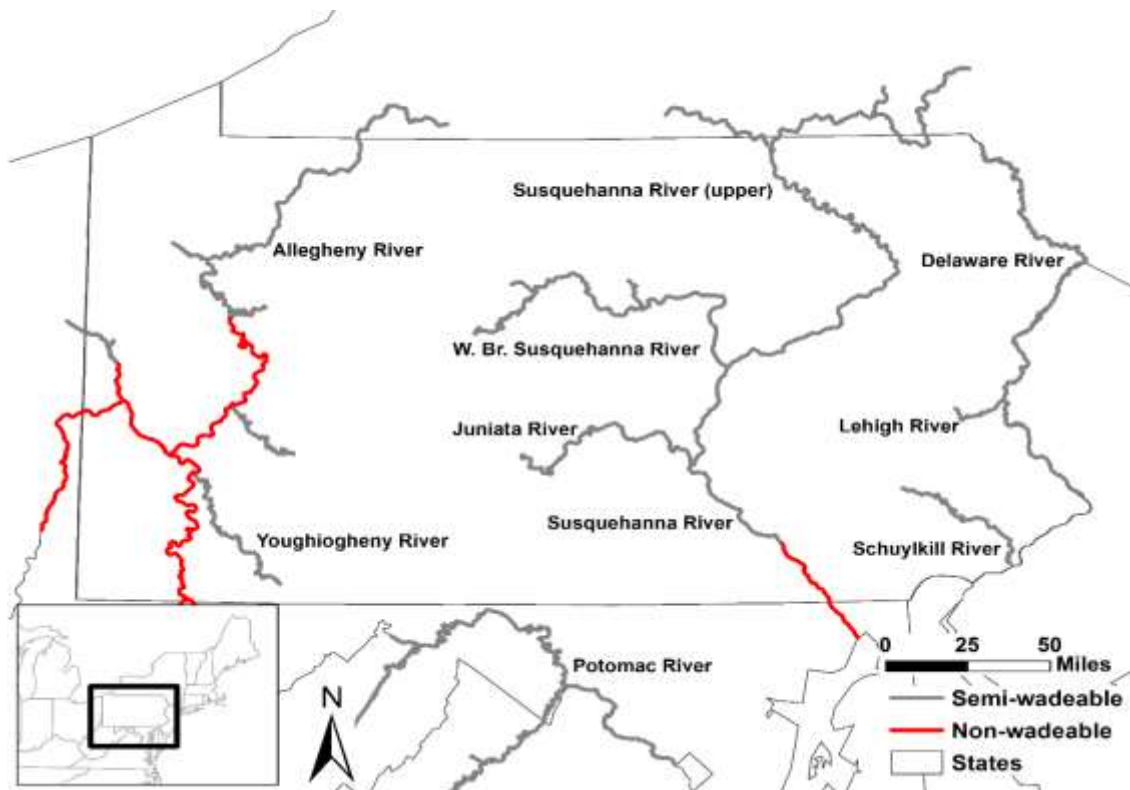 Susquehanna River (upper)
Allegheny River
Delaware River
W. Br. Susquehanna River
Juniata River
Lehigh River
Susquehanna River
Youghiogheny River
Schuylkill River
N
Potomac River
0 25 50
Miles
Semi-wadeable
Non-wadeable
States